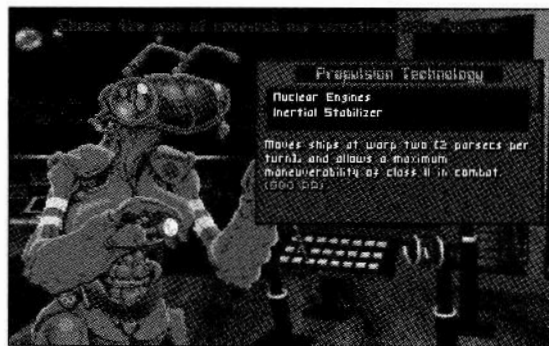 Choose the area of research our scientists will focus on
Propulsion Technology
Nuclear Engines
Inertial Stabilizer
Moves ships at warp two (2 parsecs per
turn), and allows a maximum
maneuverability of class II in combat.